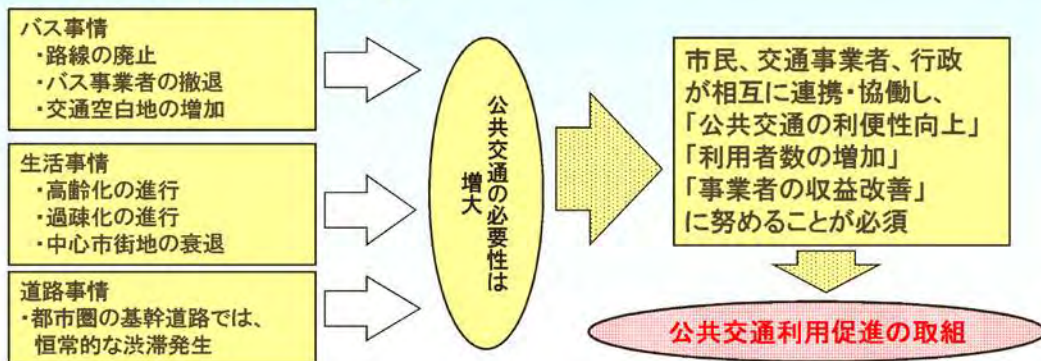 バス事情
・路線の廃止
・バス事業者の撤退
・交通空白地の増加
生活事情
・高齢化の進行
・過疎化の進行
・中心市街地の衰退
道路事情
・都市圏の基幹道路では、
恒常的な渋滞発生
公共交通の必要性は
増大
市民、交通事業者、行政
が相互に連携・協働し、
「公共交通の利便性向上」
「利用者数の増加」
「事業者の収益改善」
に努めることが必須
公共交通利用促進の取組